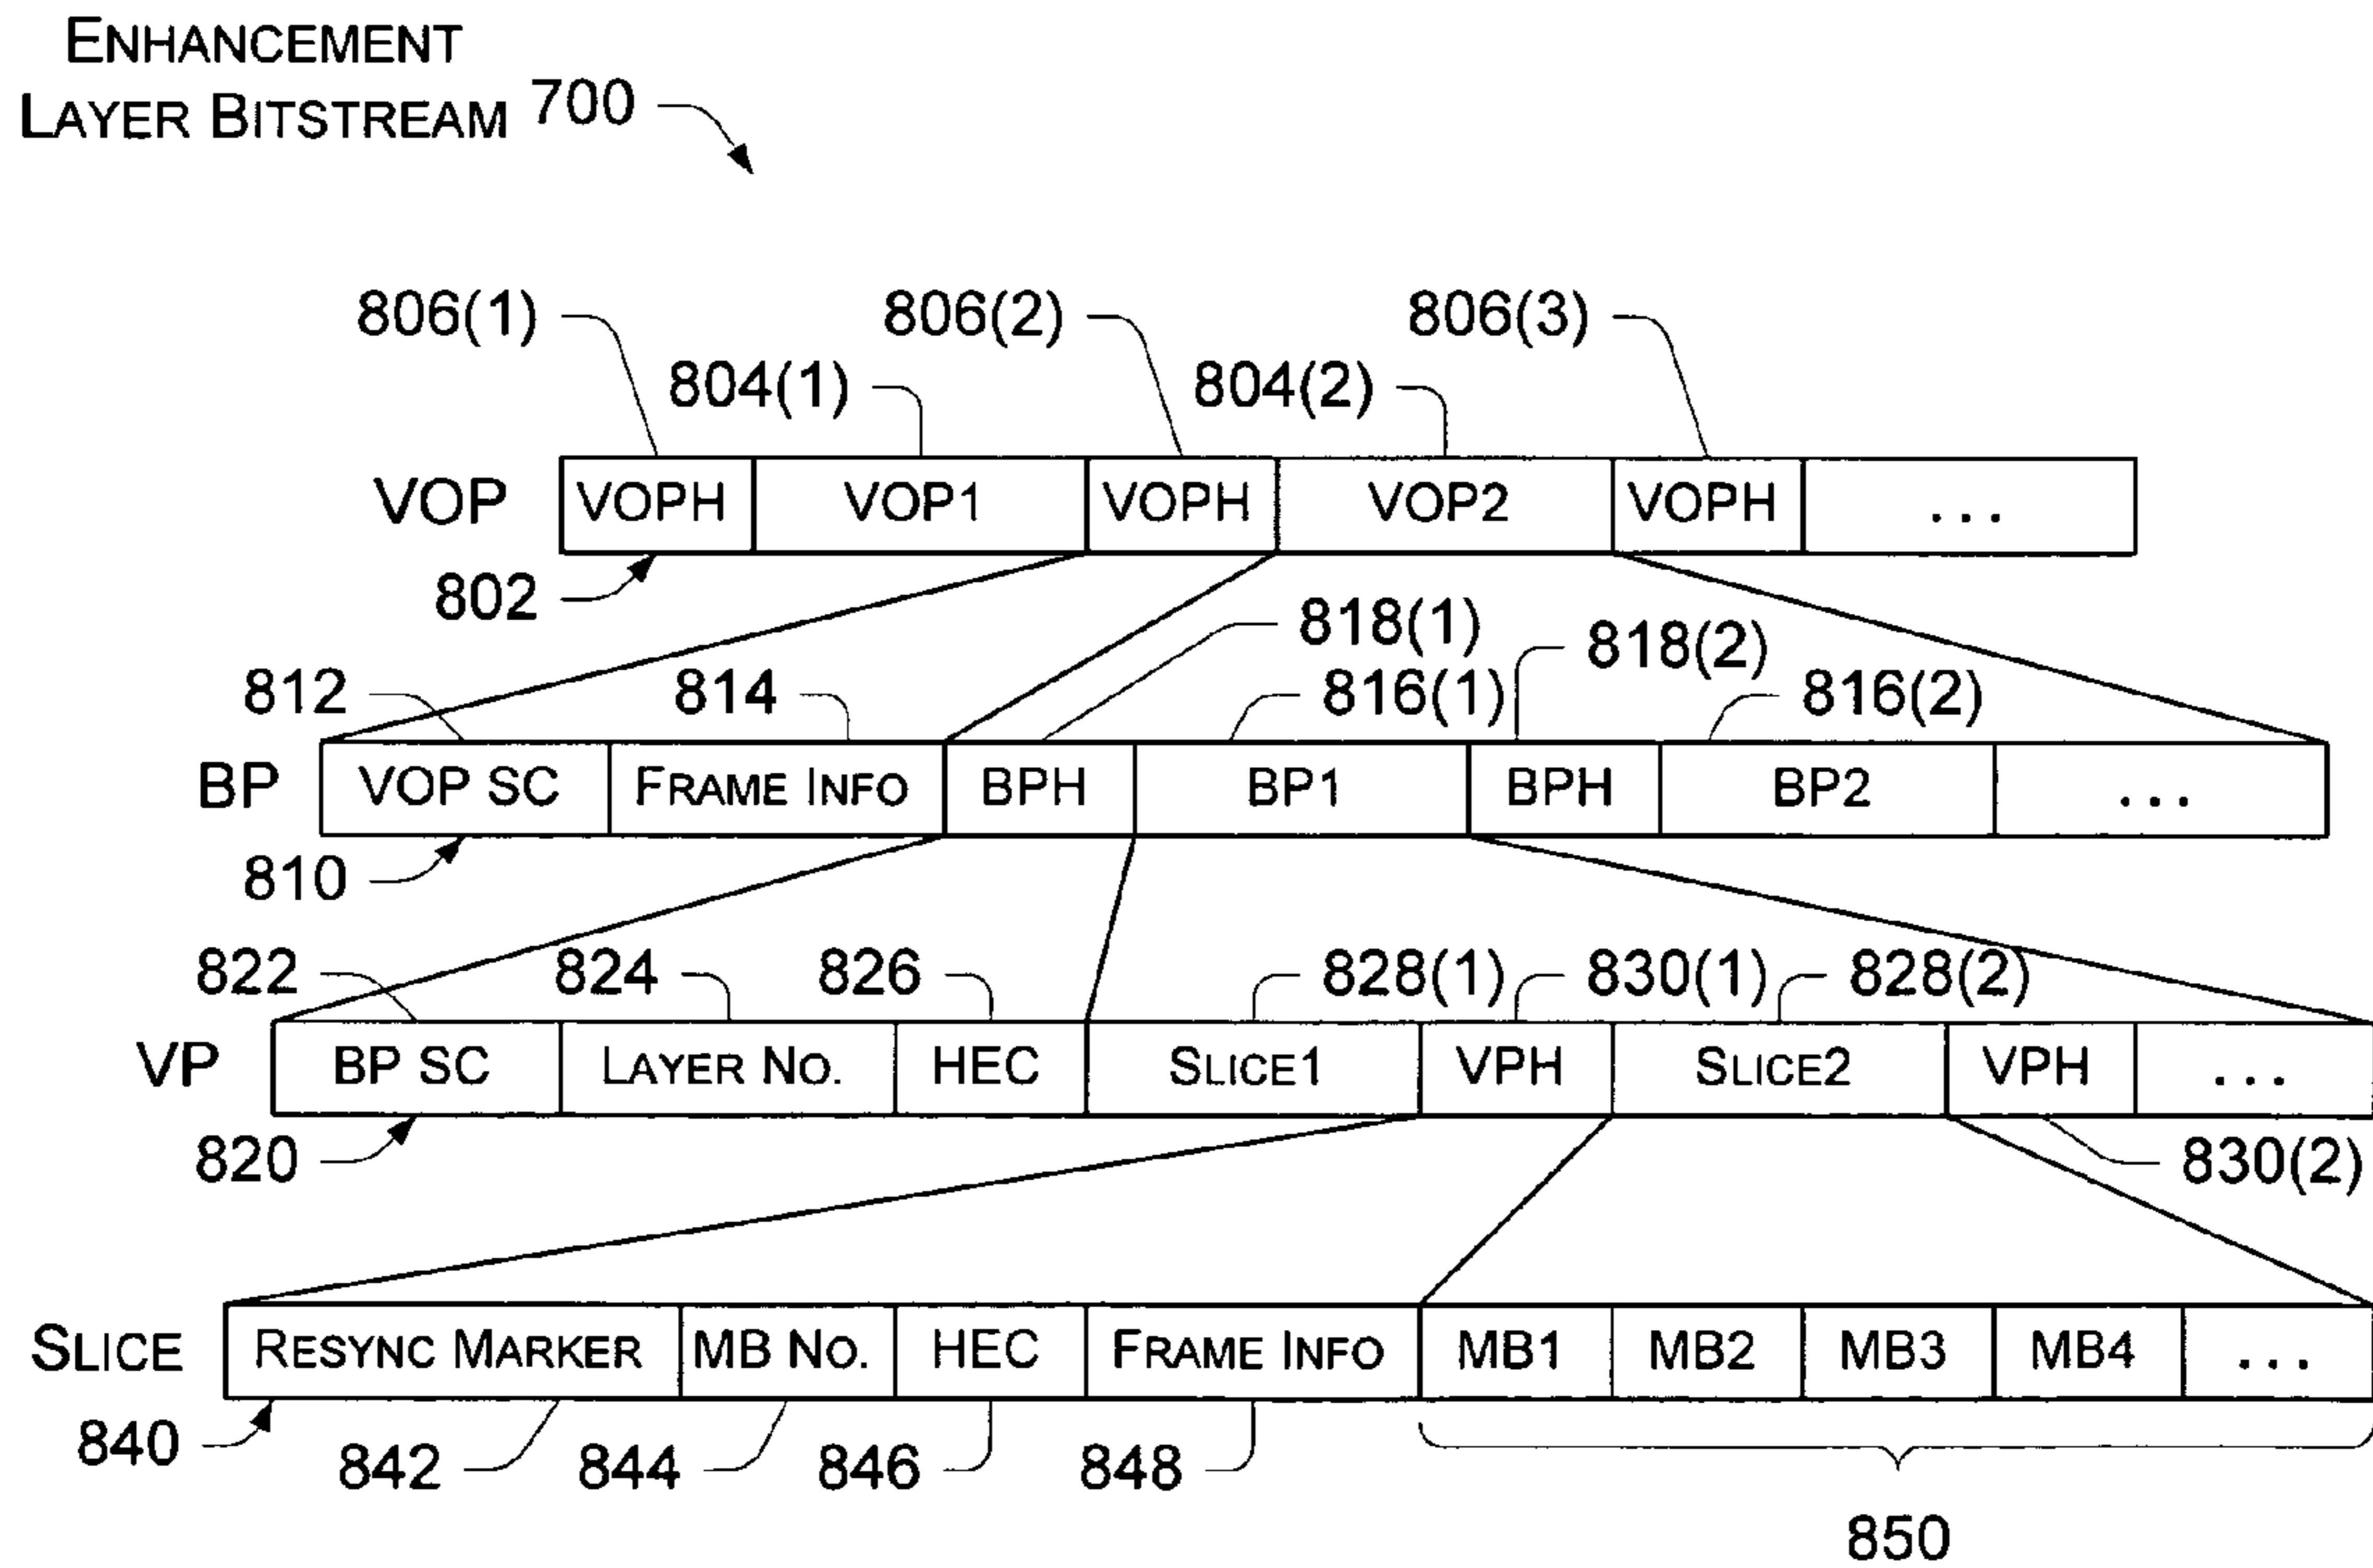 ENHANCEMENT
LAYER BITSTREAM 700
806(1) 806(2) 806(3)
804(1) 804(2)
VOP VOPH VOP1 VOPH VOP2 VOPH ...
802
818(1)
818(2)
812 814 816(1) 816(2)
BP VOP SC FRAME INFO BPH BP1 BPH BP2 ...
810
822 824 826 828(1) 830(1) 828(2)
VP BP SC LAYER NO. HEC SLICE1 VPH SLICE2 VPH ...
820 830(2)
SLICE RESYNC MARKER MB NO. HEC FRAME INFO MB1 MB2 MB3 MB4 ...
840 842 844 846 848
850